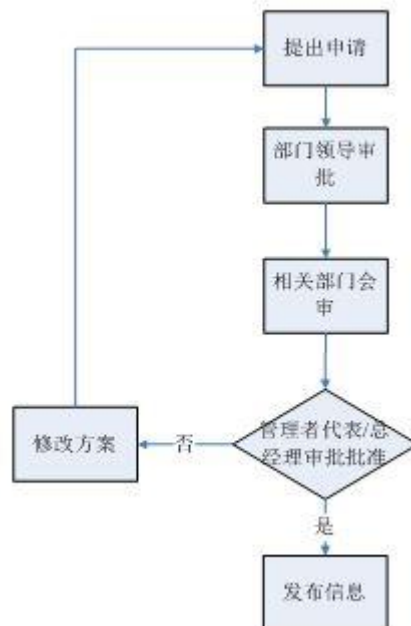 提出申请
部门领导审
批
相关部门会
审
管理者代表/总
经理审批批准
否
修改方案
是
发布信息